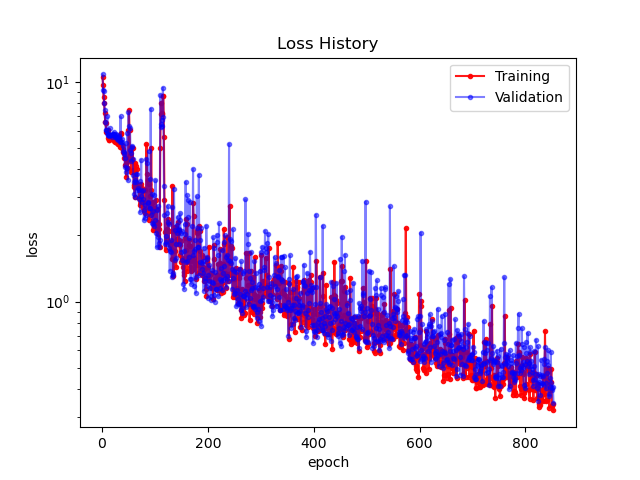 Loss History
Training
Validation
10¹
10⁰
loss
0
200
400
600
800
epoch